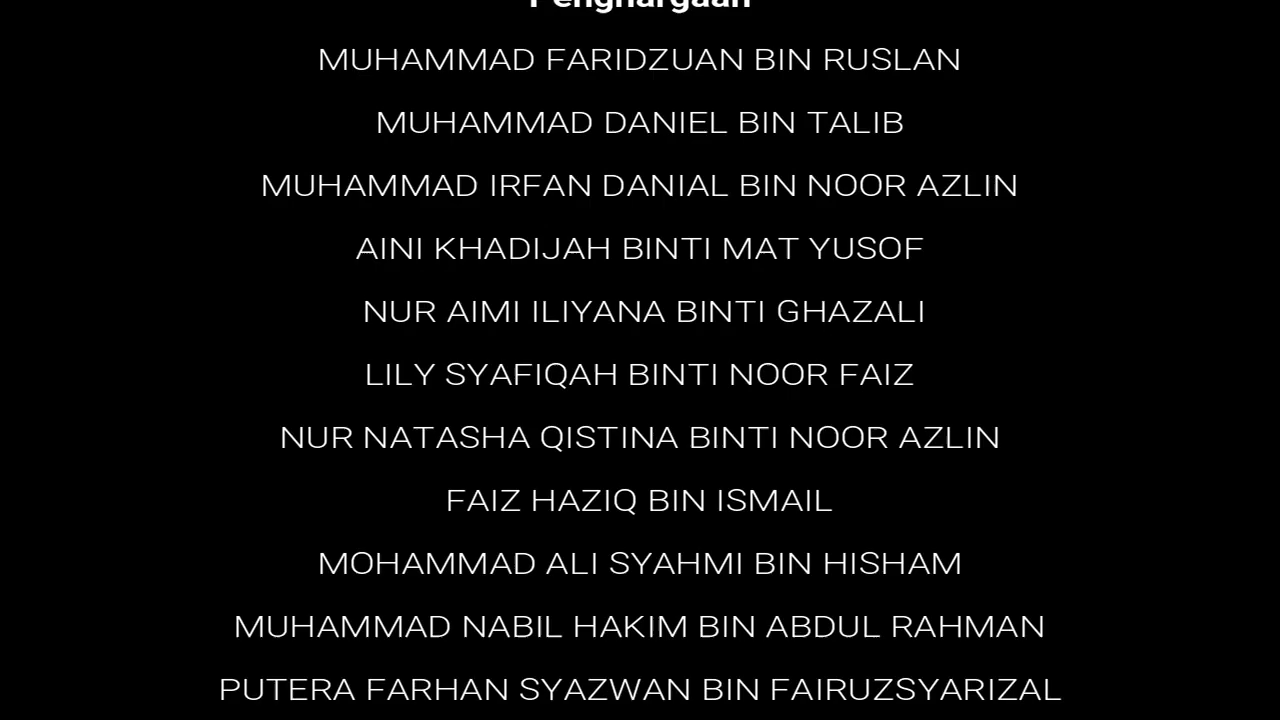 Penghargaan
MUHAMMAD FARIDZUAN BIN RUSLAN
MUHAMMAD DANIEL BIN TALIB
MUHAMMAD IRFAN DANIAL BIN NOOR AZLIN
AINI KHADIJAH BINTI MAT YUSOF
NUR AIMI ILIYANA BINTI GHAZALI
LILY SYAFIQAH BINTI NOOR FAIZ
NUR NATASHA QISTINA BINTI NOOR AZLIN
FAIZ HAZIQ BIN ISMAIL
MOHAMMAD ALI SYAHMI BIN HISHAM
MUHAMMAD NABIL HAKIM BIN ABDUL RAHMAN
PUTERA FARHAN SYAZWAN BIN FAIRUZSYARIZAL